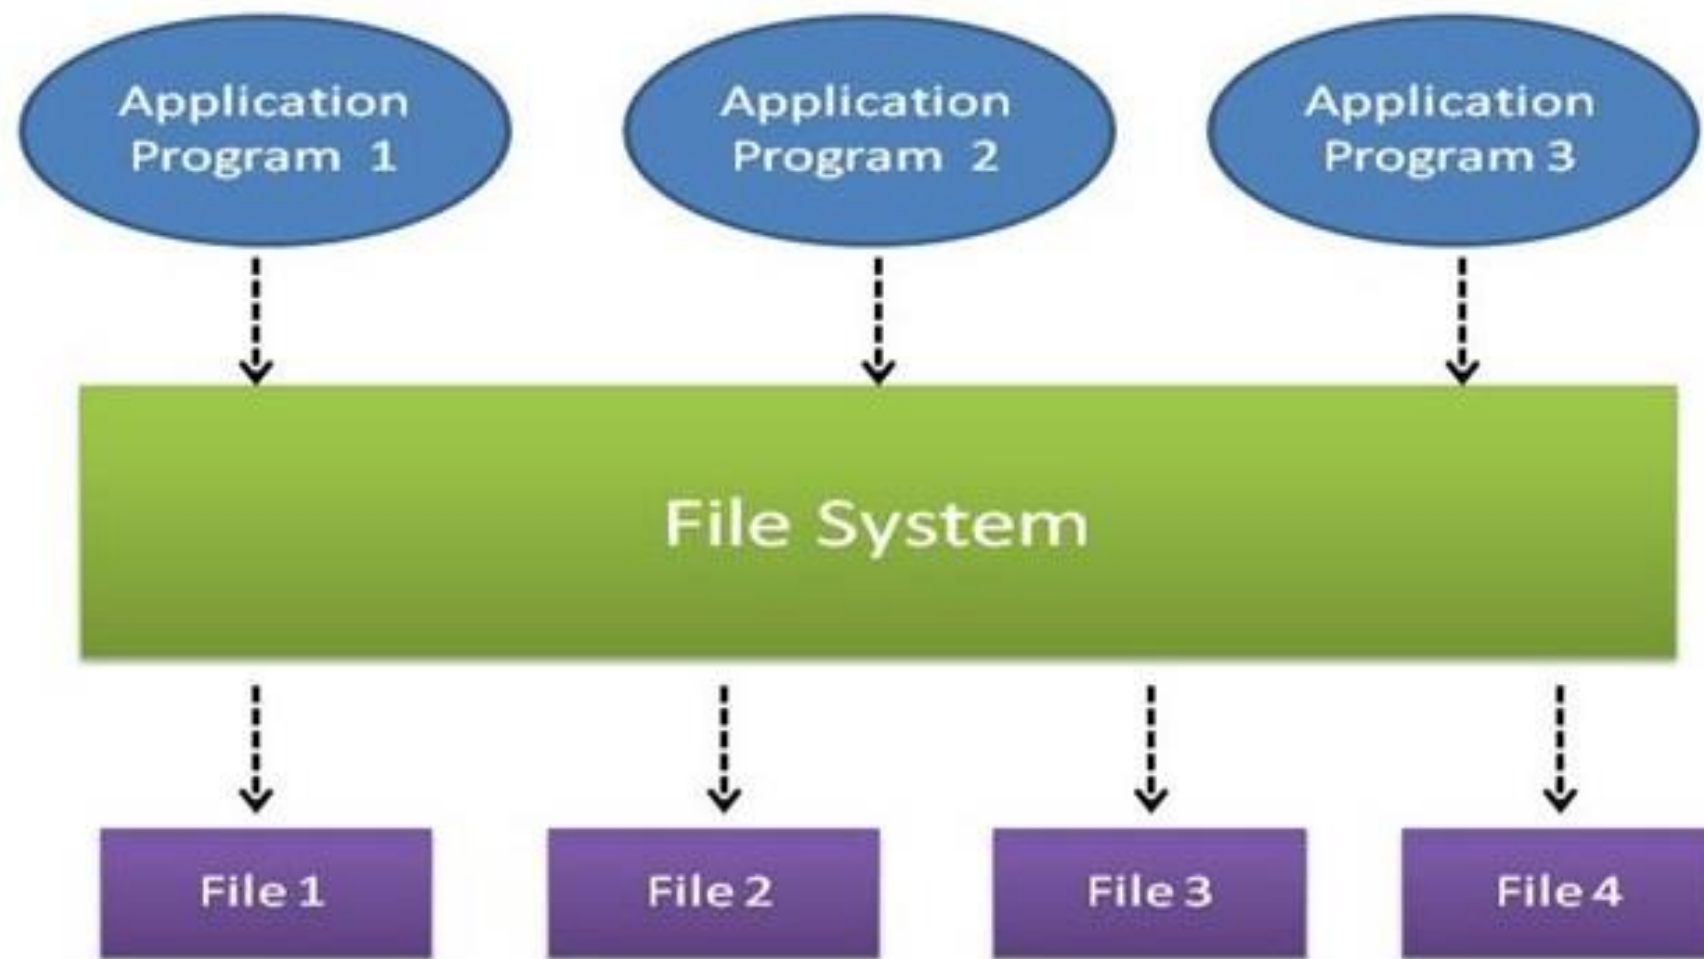 Application
Program 1
Application
Program 2
Application
Program 3
File System
File 1
File 2
File 3
File 4